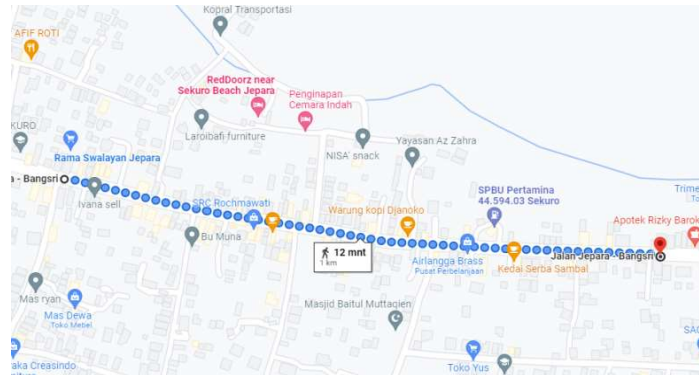 Kopral Transportasi
AFIF ROTI
RedDoorz near
Sekuro Beach Jepara
Penginapan
Cemara Indah
KURO
Laroibafi furniture
Yayasan Az Zahra
NISA' snack
Rama Swalayan Jepara
a - Bangsri
Ivana sell
SRC Rochmawati
Warung kopi Djanoko
SPBU Pertamina
44.594.03 Sekuro
Trime
Apotek Rizky Barok
Bu Muna
12 mnt
1 km
Airlangga Brass
Pusat Perbelanjaan
Kedai Serba Sambal
Jalan Jepara - Bangsri
Mas ryan
Mas Dewa
Toko Mebel
Masjid Baitul Muttaqien
SAC
aka Creasindo
Toko Yus